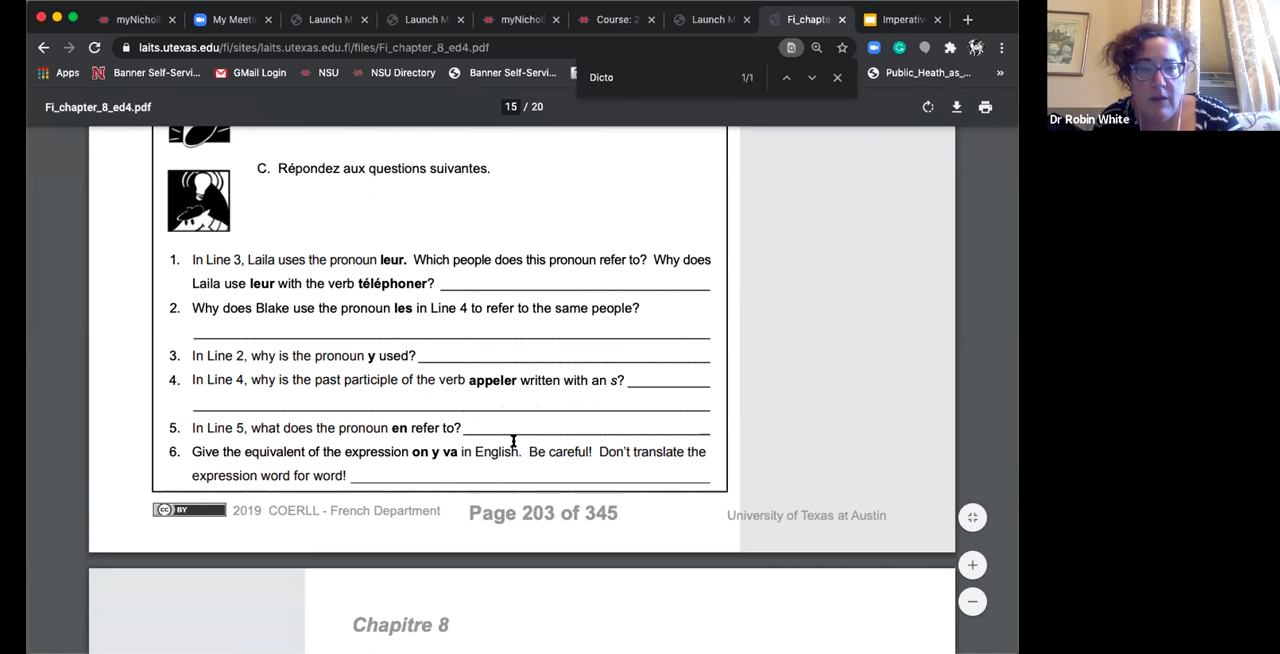 myNichol
My Meeti
Launch M
Launch M
myNichol
Course: 2
Launch M
Fi_chapte
Imperativ
laits.utexas.edu/fi/sites/laits.utexas.edu.fi/files/Fi_chapter_8_ed4.pdf
Apps
Banner Self-Servi...
GMail Login
NSU
NSU Directory
Banner Self-Servi...
Public_Heath_as_...
»
Dicto
1/1
Fi_chapter_8_ed4.pdf
15 / 20
Dr Robin White
C. Répondez aux questions suivantes.
1. In Line 3, Laila uses the pronoun leur. Which people does this pronoun refer to? Why does
Laila use leur with the verb téléphoner?
2. Why does Blake use the pronoun les in Line 4 to refer to the same people?
3. In Line 2, why is the pronoun y used?
4. In Line 4, why is the past participle of the verb appeler written with an s?
5. In Line 5, what does the pronoun en refer to?
6. Give the equivalent of the expression on y va in English. Be careful! Don't translate the
expression word for word!
cc BY
2019 COERLL - French Department
Page 203 of 345
University of Texas at Austin
Chapitre 8